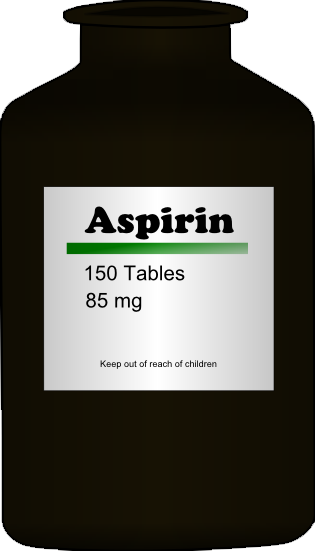 Aspirin
150 Tables
85 mg
Keep out of reach of children